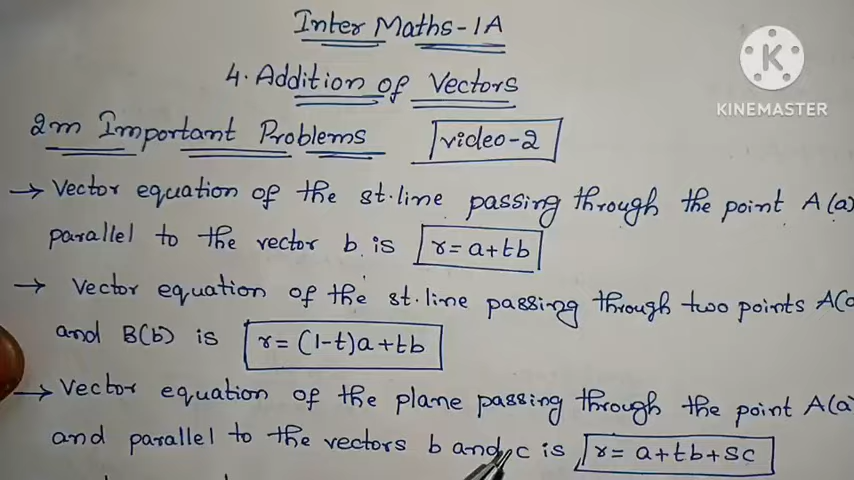 Inter Maths-1A
4. Addition of Vectors
KINEMASTER
2m Important Problems video-2
→ Vector equation of the st.line passing through the point A(a)
parallel to the vector b is r=a+tb
→ Vector equation of the st.line passing through two points
and B(b) is r=(1-t)a+tb
→ Vector equation of the plane passing through the point A(a)
and parallel to the vectors b and c is r=a+tb+sc